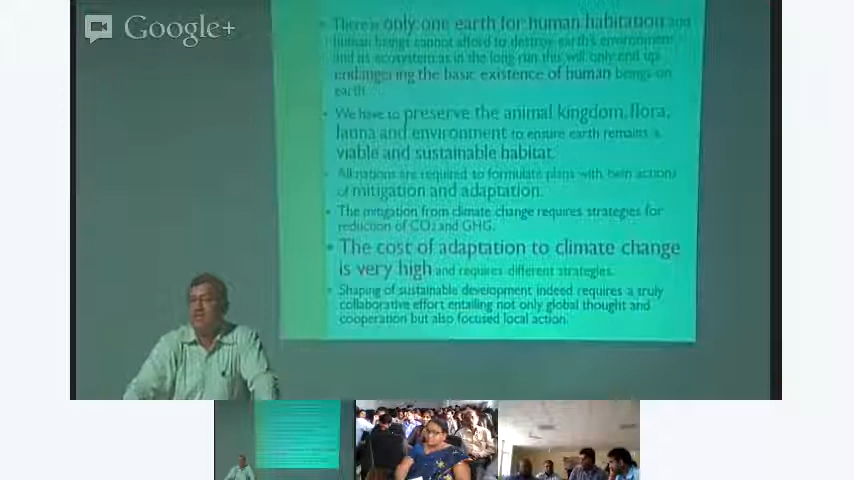 Google+
There is only one earth for human habitation and
human beings cannot afford to destroy earth's environment
and its ecosystem as in the long run this will only end up
endangering the basic existence of human beings on
earth.
We have to preserve the animal kingdom, flora,
fauna and environment to ensure earth remains a
viable and sustainable habitat.
All nations are required to formulate plans with twin actions
of mitigation and adaptation.
The mitigation from climate change requires strategies for
reduction of CO2 and GHG.
The cost of adaptation to climate change
is very high and requires different strategies.
Shaping of sustainable development indeed requires a truly
collaborative effort entailing not only global thought and
cooperation but also focused local action.